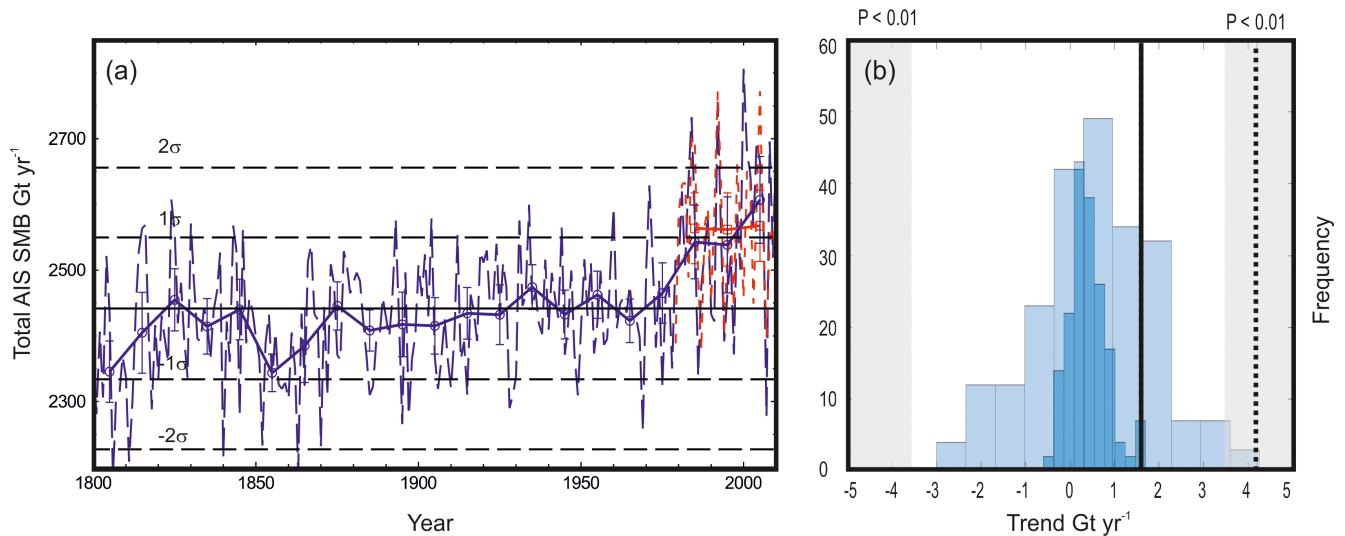 (a)
Total AIS SMB Gt yr-1
2700
2500
2300
2σ
1σ
-1σ
-2σ
1800 1850 1900 1950 2000
Year
P < 0.01 P < 0.01
(b)
60
50
40
30
20
10
0
-5 -4 -3 -2 -1 0 1 2 3 4 5
Trend Gt yr-1
Frequency